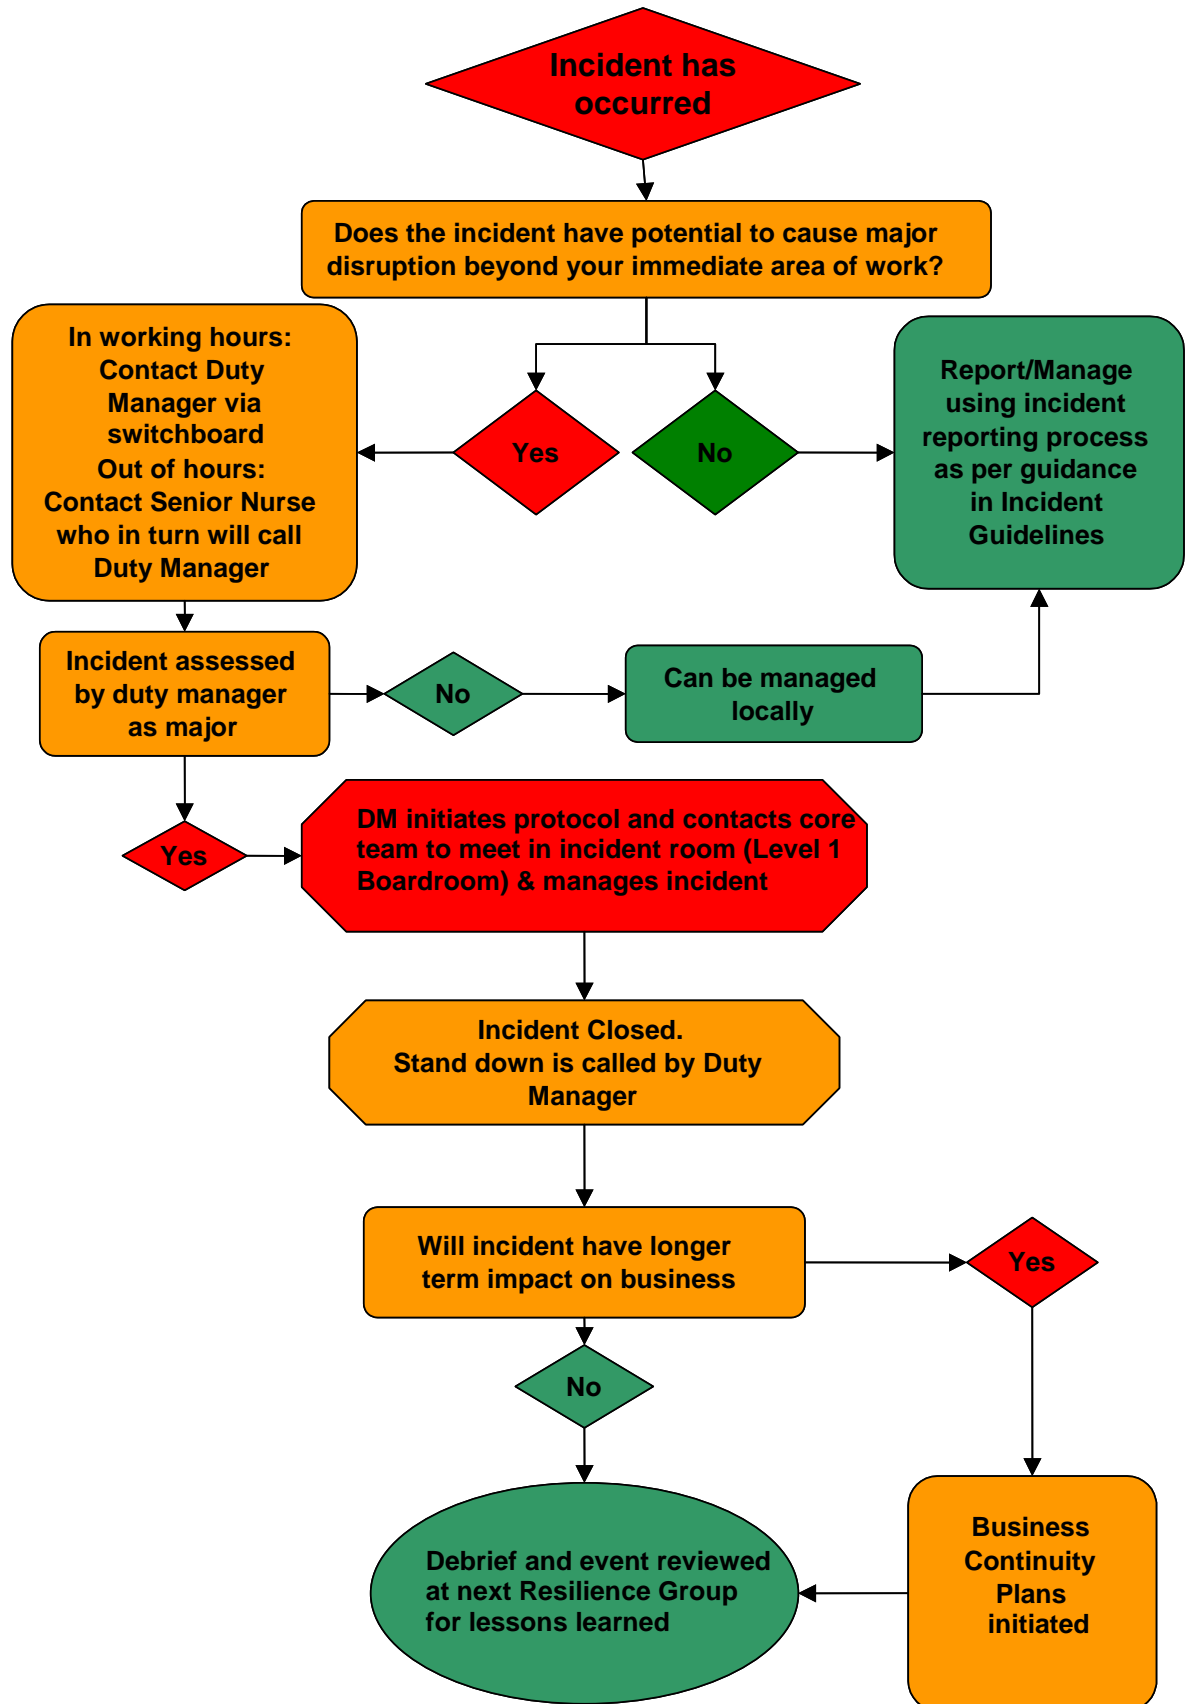 Incident has
occurred
Does the incident have potential to cause major
disruption beyond your immediate area of work?
In working hours:
Contact Duty
Manager via
switchboard
Out of hours:
Contact Senior Nurse
who in turn will call
Duty Manager
Yes
No
Report/Manage
using incident
reporting process
as per guidance
in Incident
Guidelines
Incident assessed
by duty manager
as major
No
Can be managed
locally
Yes
DM initiates protocol and contacts core
team to meet in incident room (Level 1
Boardroom) & manages incident
Incident Closed.
Stand down is called by Duty
Manager
Will incident have longer
term impact on business
Yes
No
Debrief and event reviewed
at next Resilience Group
for lessons learned
Business
Continuity
Plans
initiated